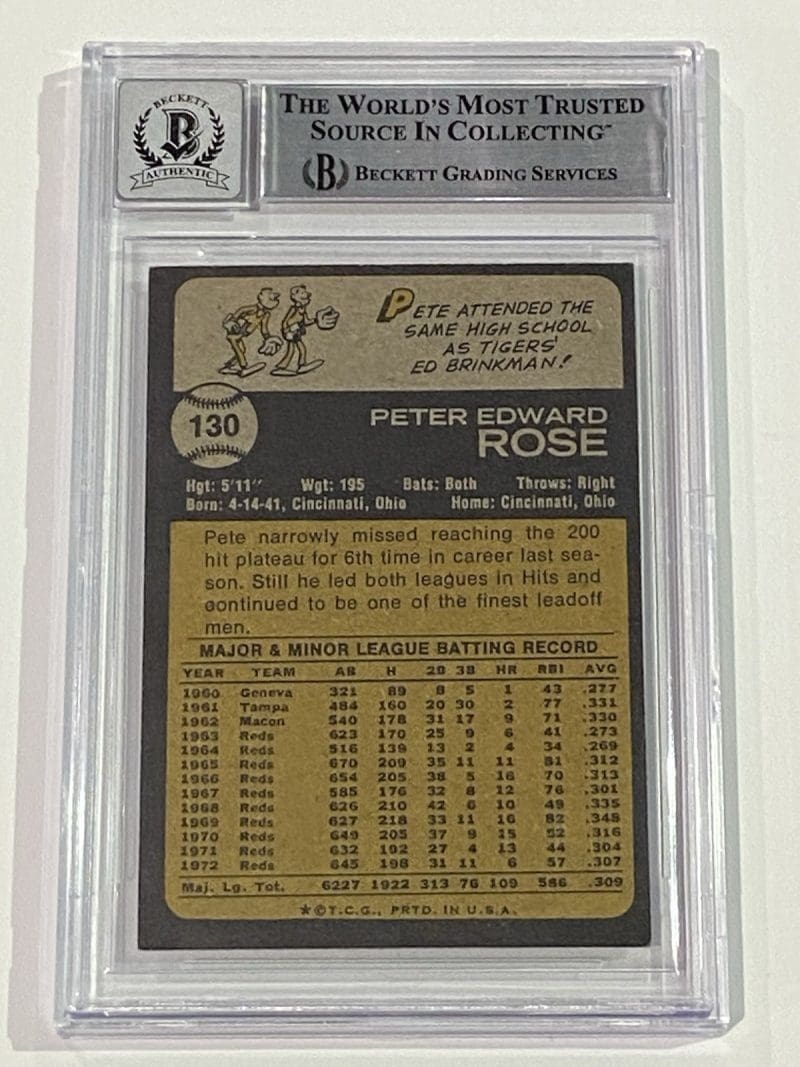 BECKETT
B
AUTHENTIC
THE WORLD'S MOST TRUSTED
SOURCE IN COLLECTING™
(B) BECKETT GRADING SERVICES
PETE ATTENDED THE
SAME HIGH SCHOOL
AS TIGERS'
ED BRINKMAN!
130
PETER EDWARD
ROSE
Hgt: 5'11" Wgt: 195 Bats: Both Throws: Right
Born: 4-14-41, Cincinnati, Ohio Home: Cincinnati, Ohio
Pete narrowly missed reaching the 200
hit plateau for 6th time in career last sea-
son. Still he led both leagues in Hits and
continued to be one of the finest leadoff
men.
MAJOR & MINOR LEAGUE BATTING RECORD
YEAR TEAM AB H 2B 3B HR RBI AVG
1960 Geneva 321 89 8 5 1 43 .277
1961 Tampa 484 160 20 30 2 77 .331
1962 Macon 540 178 31 17 9 71 .330
1963 Reds 623 170 25 9 6 41 .273
1964 Reds 516 139 13 2 4 34 .269
1965 Reds 670 209 35 11 11 81 .312
1966 Reds 654 205 38 5 16 70 .313
1967 Reds 585 176 32 8 12 76 .301
1968 Reds 626 210 42 6 10 49 .335
1969 Reds 627 218 33 11 16 82 .348
1970 Reds 649 205 37 9 15 52 .316
1971 Reds 632 192 27 4 13 44 .304
1972 Reds 645 198 31 11 6 57 .307
Maj. Lg. Tot. 6227 1922 313 76 109 586 .309
★©T.C.G., PRTD. IN U.S.A.